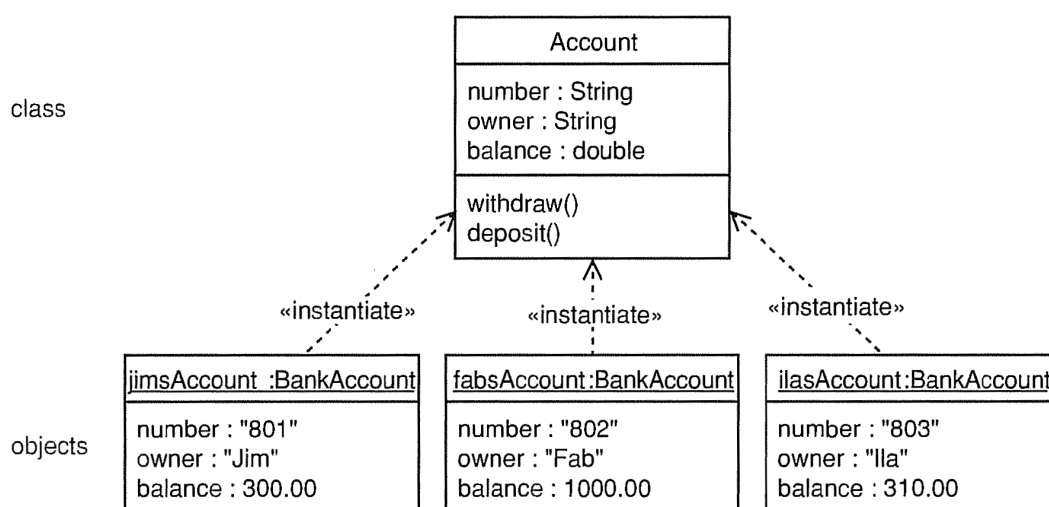 Account
class
number : String
owner : String
balance : double
withdraw()
deposit()
«instantiate»
«instantiate»
«instantiate»
jimsAccount :BankAccount
fabsAccount:BankAccount
ilasAccount:BankAccount
objects
number : "801"
owner : "Jim"
balance : 300.00
number : "802"
owner : "Fab"
balance : 1000.00
number : "803"
owner : "Ila"
balance : 310.00